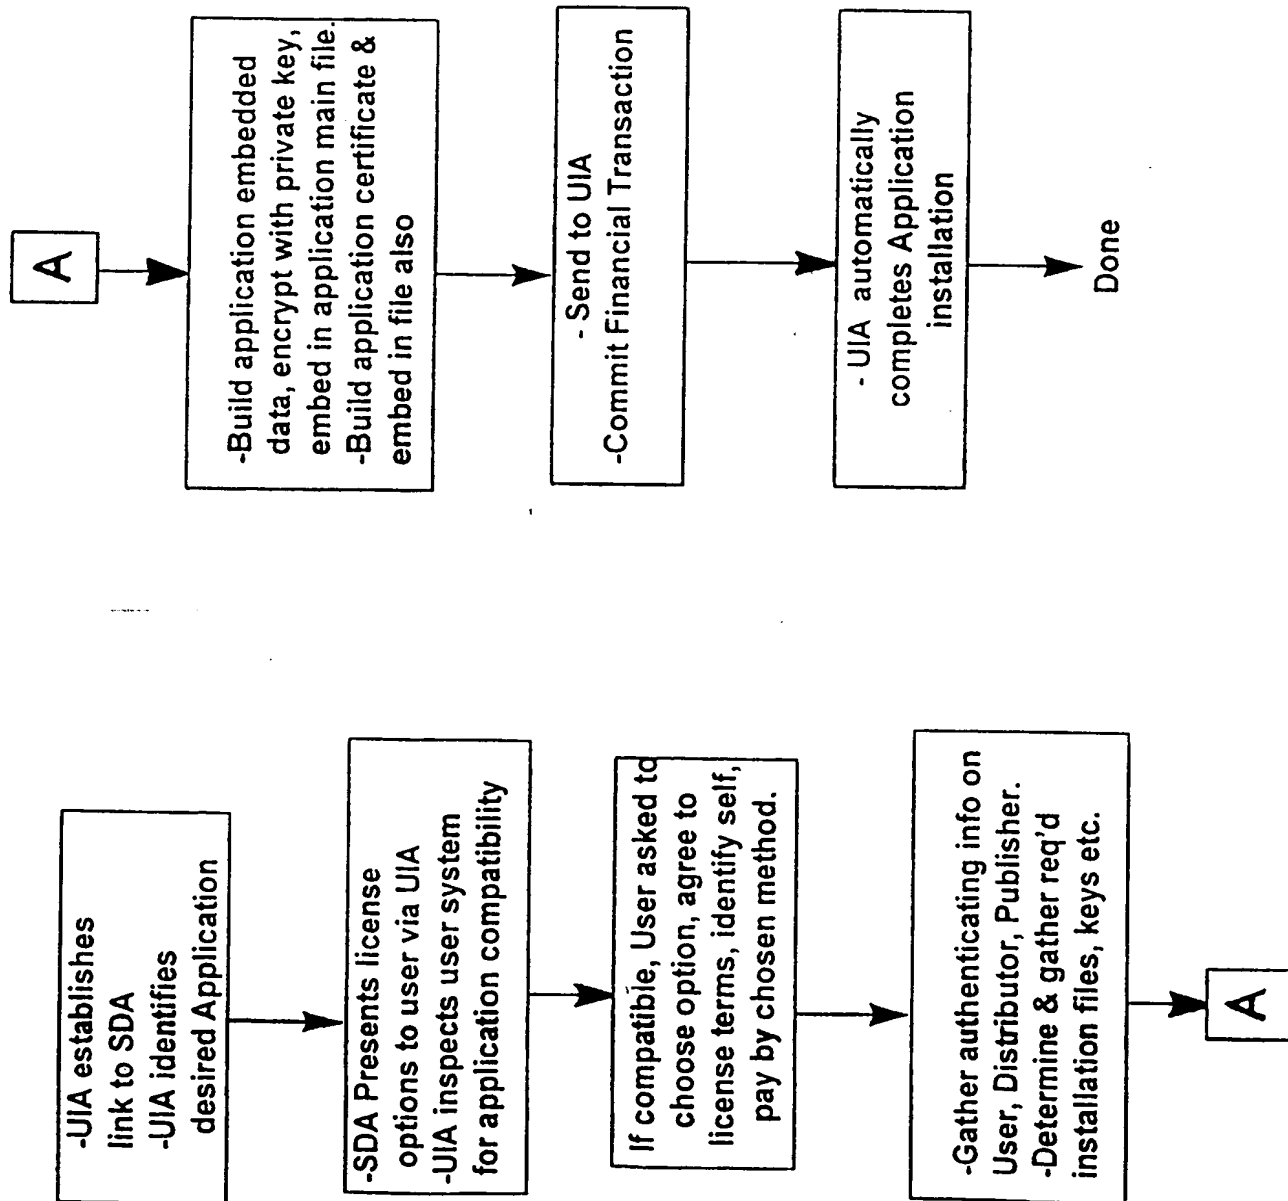 -UIA establishes
link to SDA
-UIA identifies
desired Application
-SDA Presents license
options to user via UIA
-UIA inspects user system
for application compatibility
If compatible, User asked to
choose option, agree to
license terms, identify self,
pay by chosen method.
-Gather authenticating info on
User, Distributor, Publisher.
-Determine & gather req'd
installation files, keys etc.
A
A
-Build application embedded
data, encrypt with private key,
embed in application main file.
-Build application certificate &
embed in file also
- Send to UIA
-Commit Financial Transaction
- UIA automatically
completes Application
installation
Done